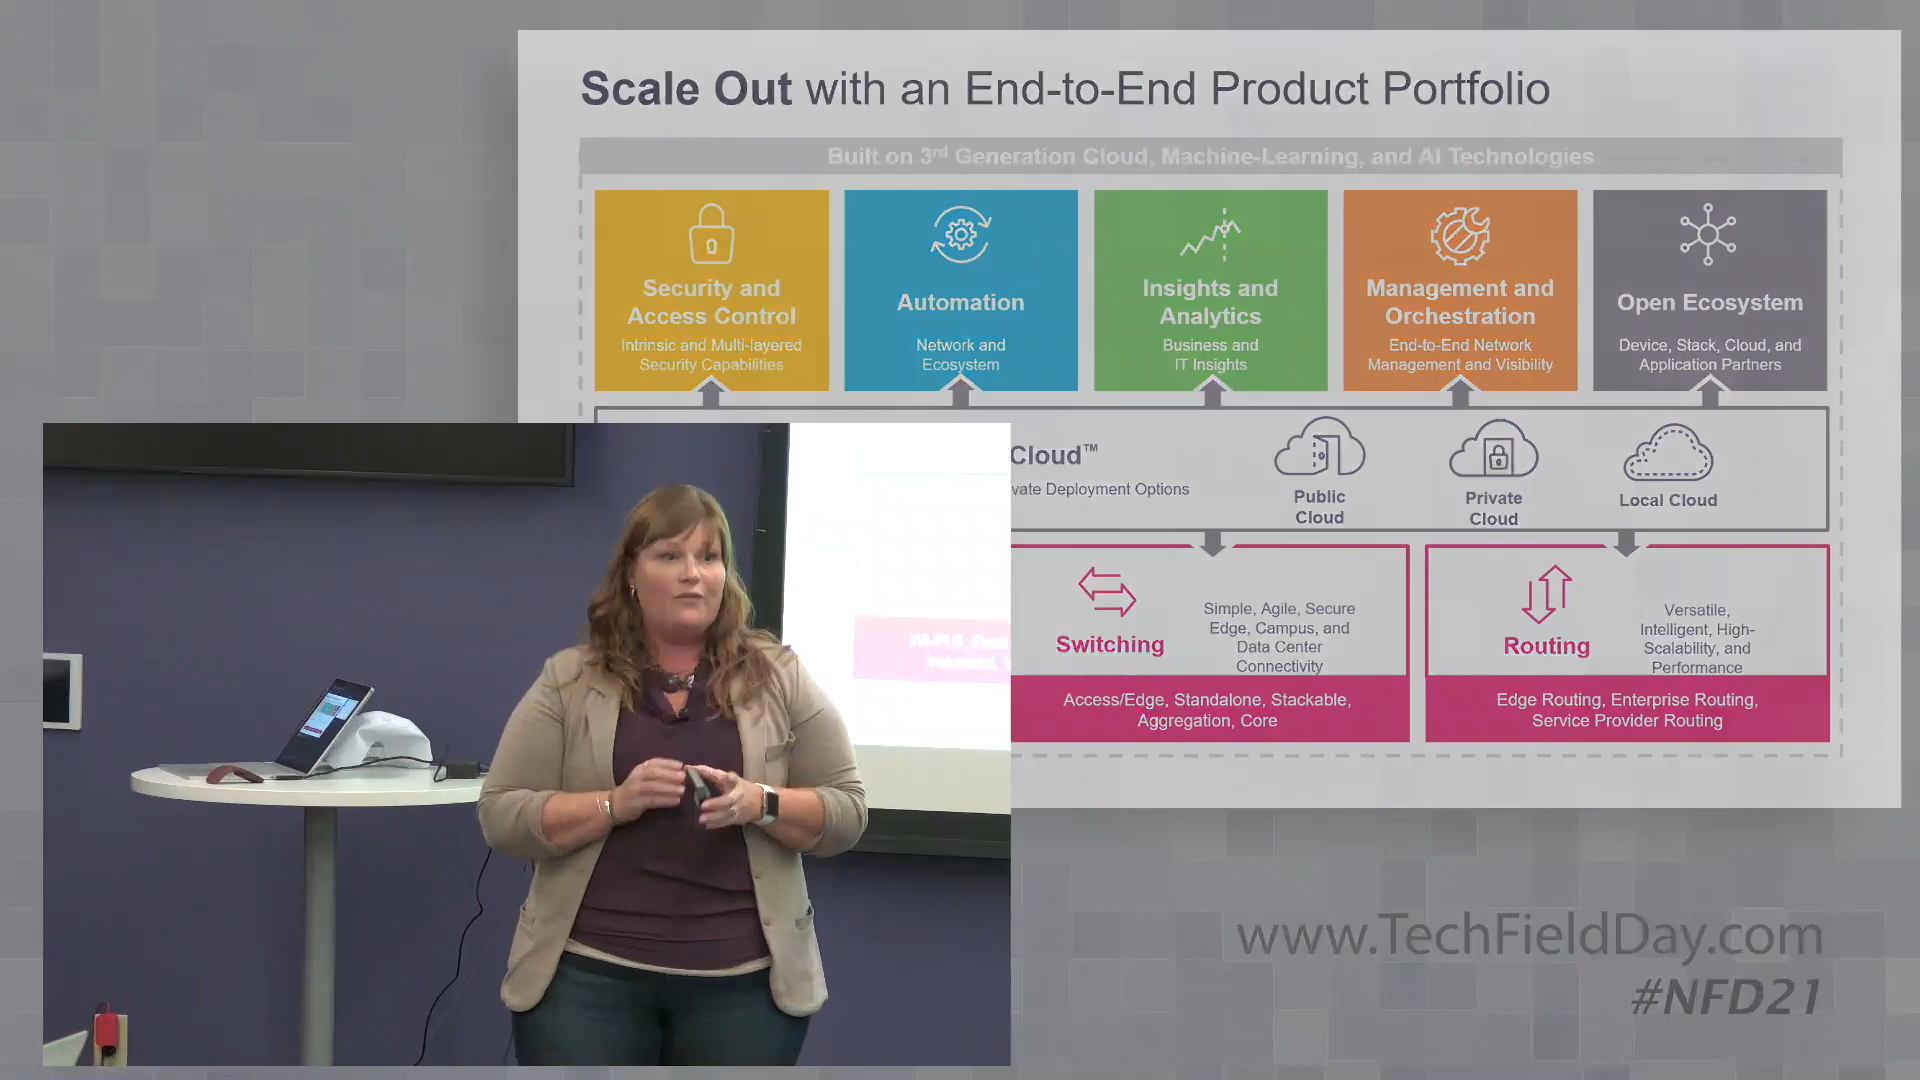 Scale Out with an End-to-End Product Portfolio
Built on 3rd Generation Cloud, Machine-Learning, and AI Technologies
Security and
Access Control
Intrinsic and Multi-layered
Security Capabilities
Automation
Network and
Ecosystem
Insights and
Analytics
Business and
IT Insights
Management and
Orchestration
End-to-End Network
Management and Visibility
Open Ecosystem
Device, Stack, Cloud, and
Application Partners
Cloud™
vate Deployment Options
Public
Cloud
Private
Cloud
Local Cloud
Switching
Simple, Agile, Secure
Edge, Campus, and
Data Center
Connectivity
Access/Edge, Standalone, Stackable,
Aggregation, Core
Routing
Versatile,
Intelligent, High-
Scalability, and
Performance
Edge Routing, Enterprise Routing,
Service Provider Routing
www.TechFieldDay.com
#NFD21